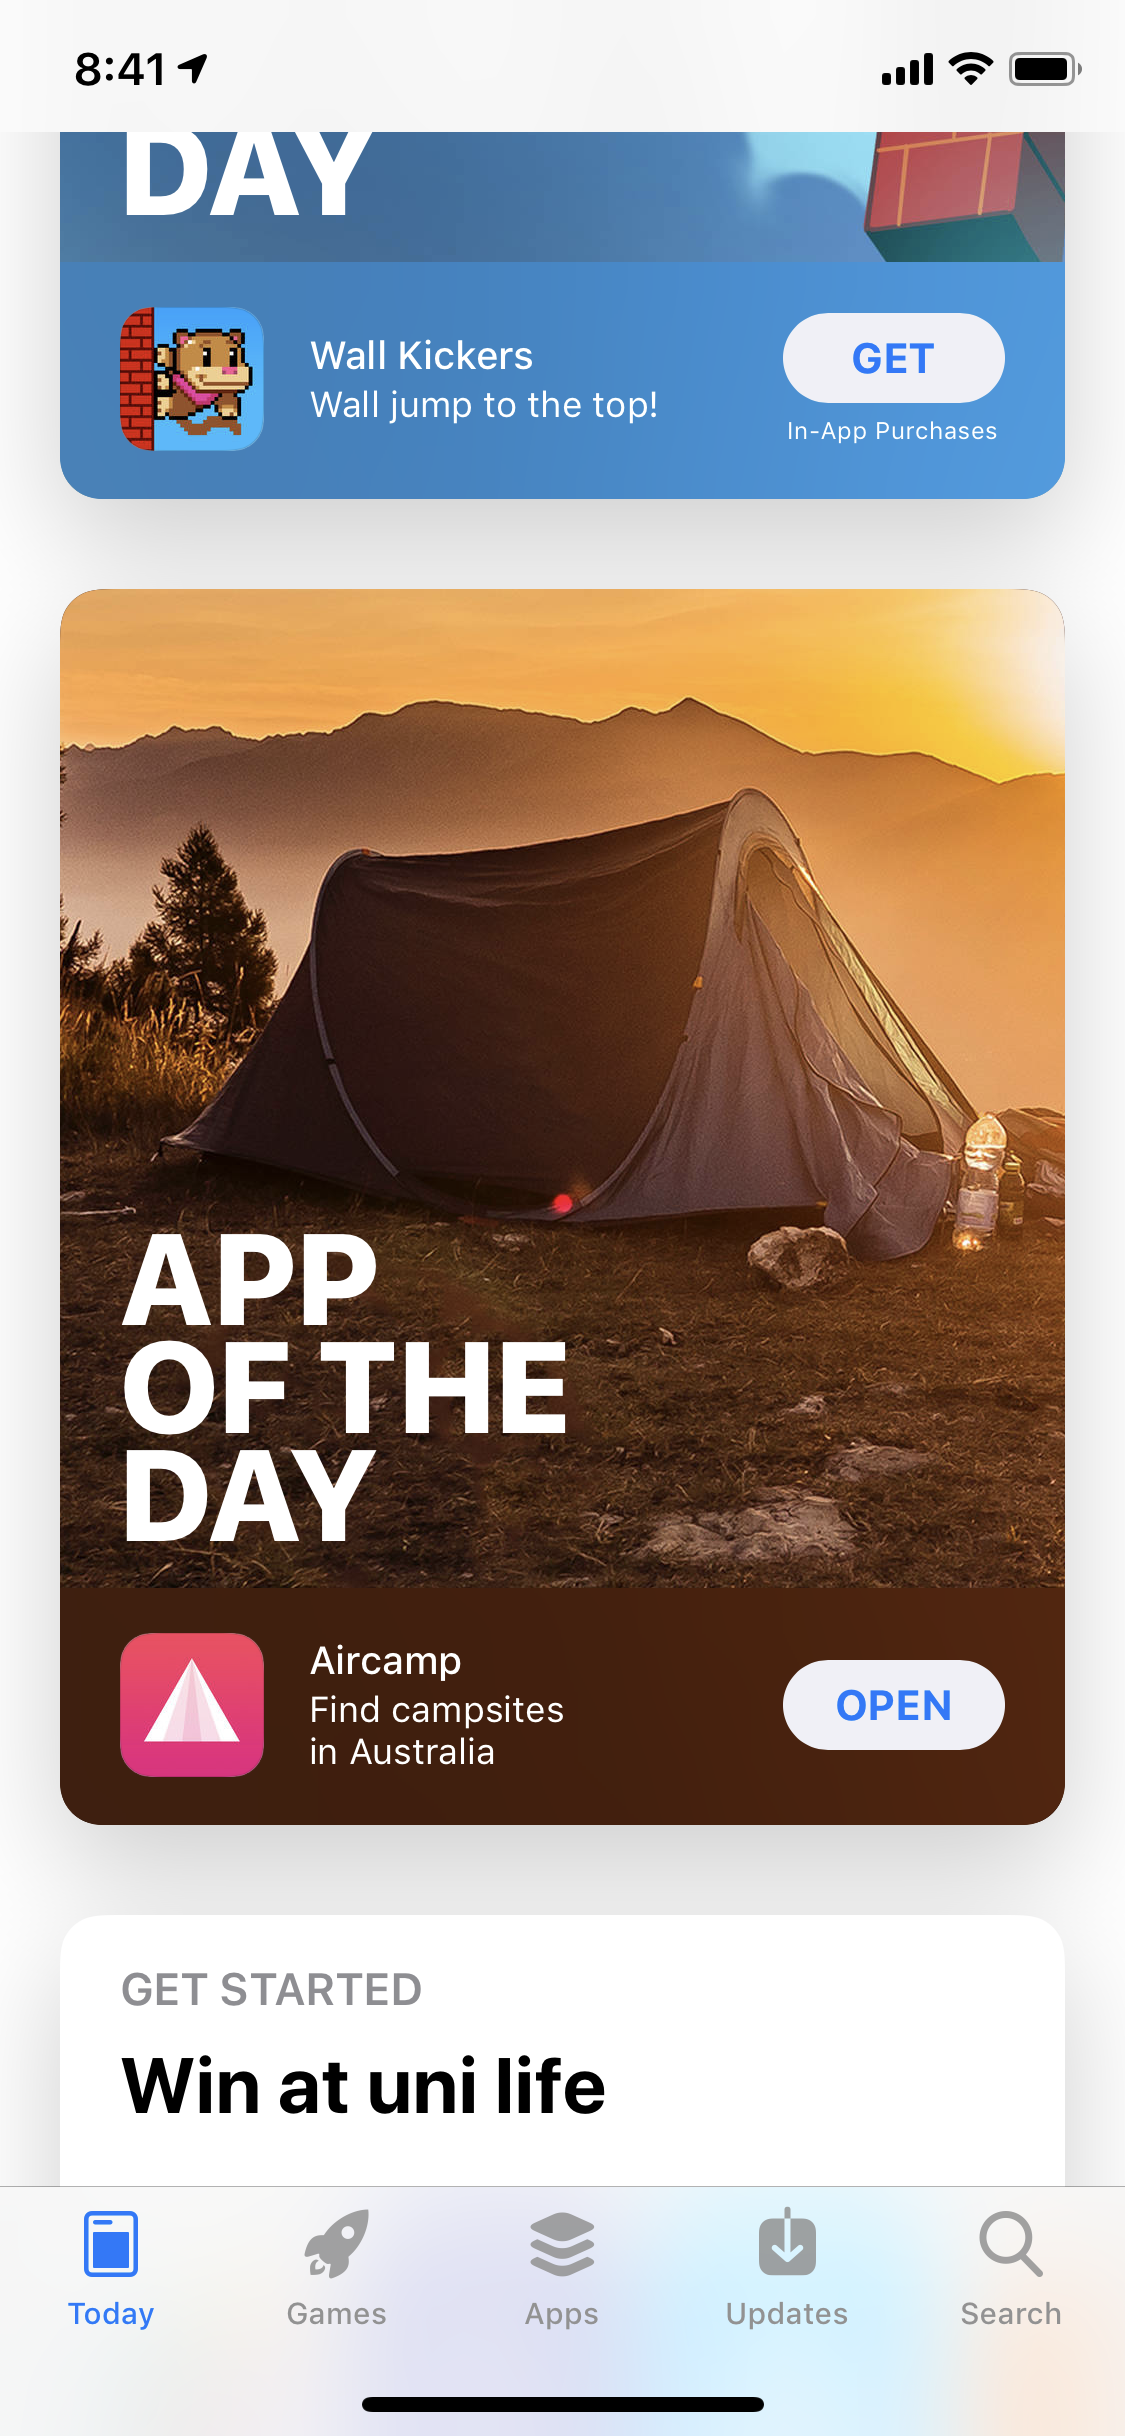 8:41
DAY
Wall Kickers
Wall jump to the top!
GET
In-App Purchases
APP
OF THE
DAY
Aircamp
Find campsites
in Australia
OPEN
GET STARTED
Win at uni life
Today
Games
Apps
Updates
Search